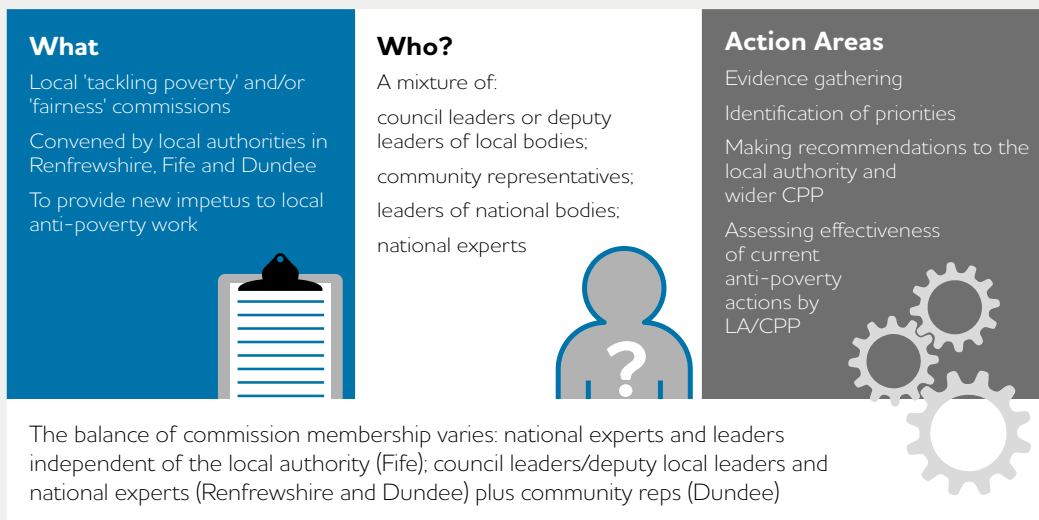 What
Local 'tackling poverty' and/or
'fairness' commissions
Convened by local authorities in
Renfrewshire, Fife and Dundee
To provide new impetus to local
anti-poverty work
Who?
A mixture of:
council leaders or deputy
leaders of local bodies;
community representatives;
leaders of national bodies;
national experts
?
Action Areas
Evidence gathering
Identification of priorities
Making recommendations to the
local authority and
wider CPP
Assessing effectiveness
of current
anti-poverty
actions by
LA/CPP
The balance of commission membership varies: national experts and leaders
independent of the local authority (Fife); council leaders/deputy local leaders and
national experts (Renfrewshire and Dundee) plus community reps (Dundee)